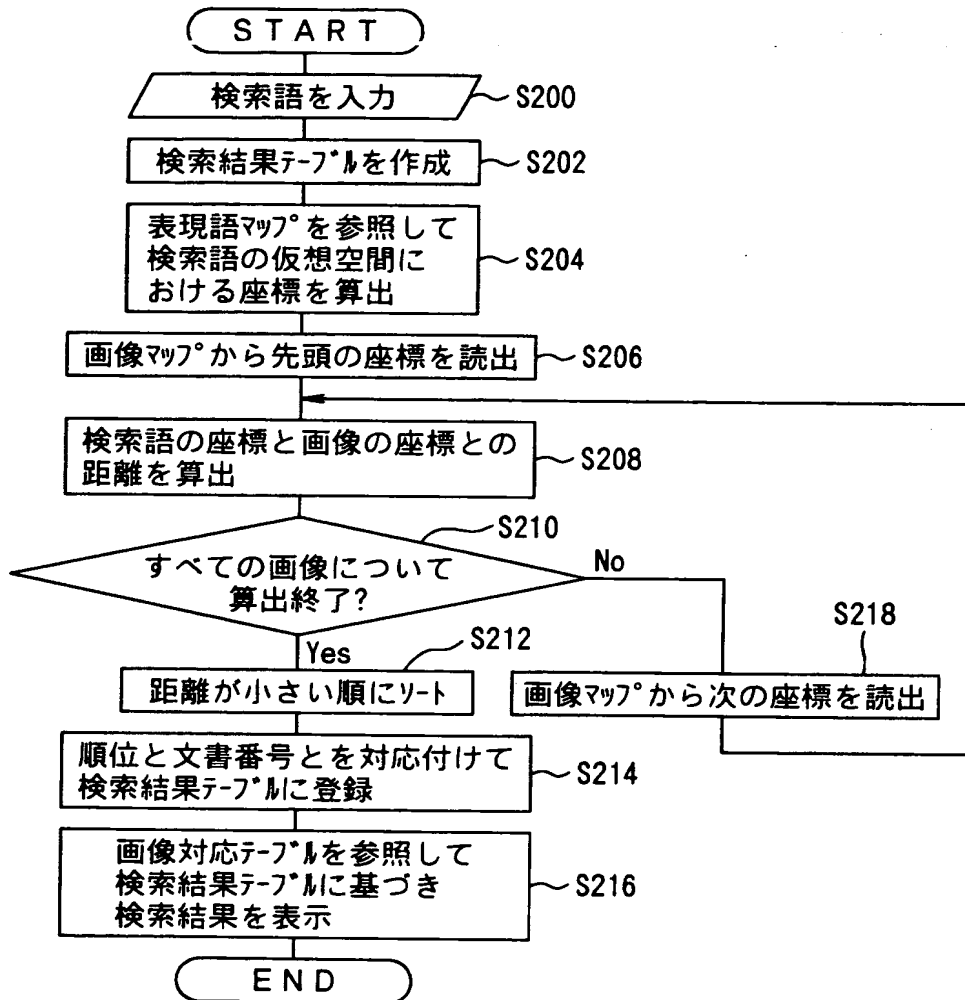 START
検索語を入力
S200
検索結果テーブルを作成
S202
表現語マップを参照して
検索語の仮想空間に
おける座標を算出
S204
画像マップから先頭の座標を読出
S206
検索語の座標と画像の座標との
距離を算出
S208
S210
すべての画像について
算出終了?
No
Yes
S212
距離が小さい順にソート
S218
画像マップから次の座標を読出
順位と文書番号とを対応付けて
検索結果テーブルに登録
S214
画像対応テーブルを参照して
検索結果テーブルに基づき
検索結果を表示
S216
END